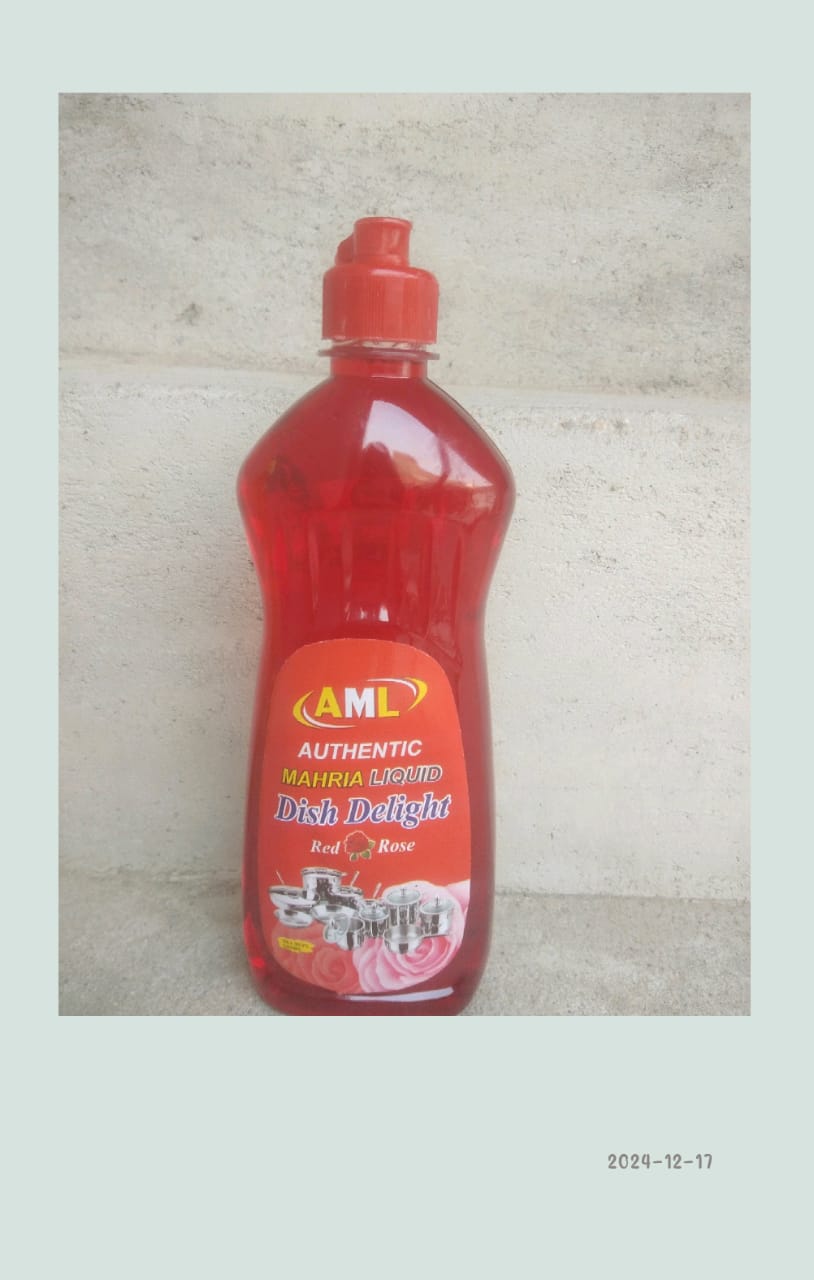 AML
AUTHENTIC
MAHRIA LIQUID
Dish Delight
Red Rose
2024-12-17